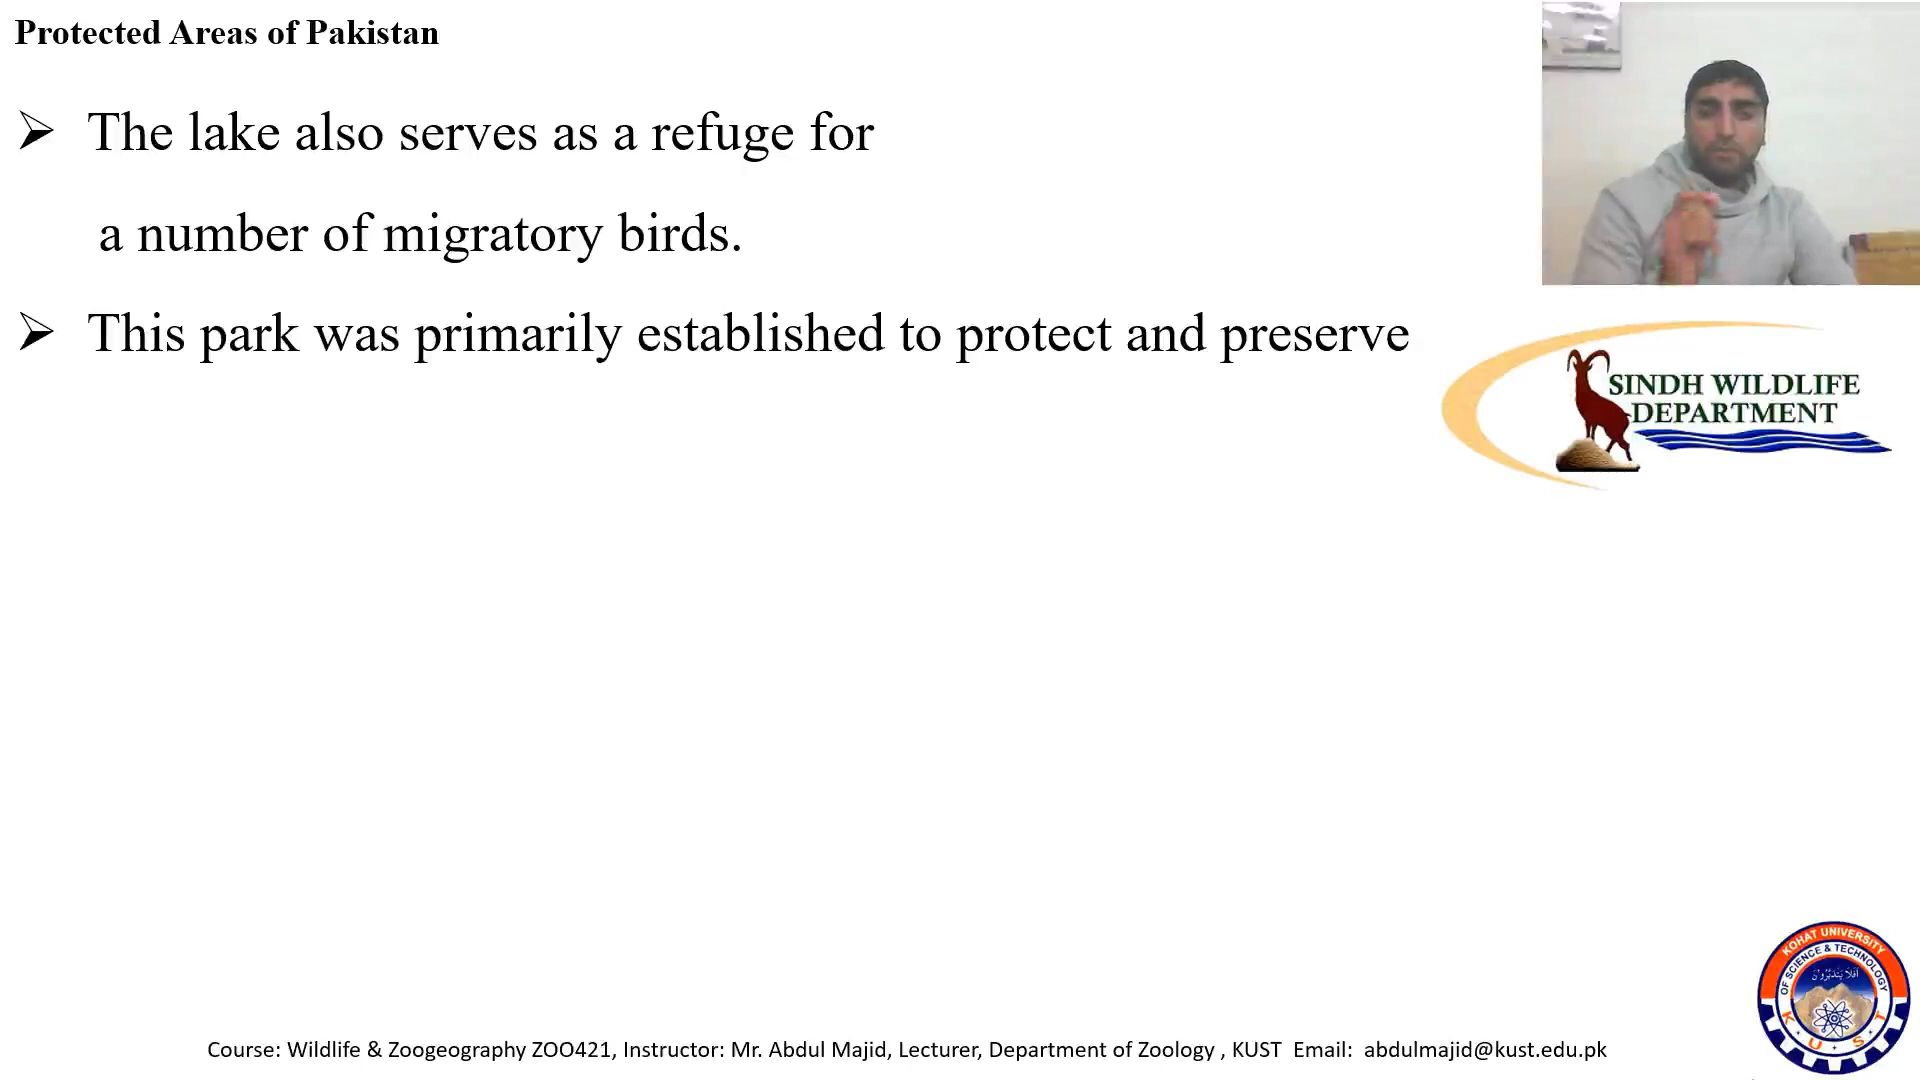 Protected Areas of Pakistan
➢ The lake also serves as a refuge for
a number of migratory birds.
➢ This park was primarily established to protect and preserve
SINDH WILDLIFE
DEPARTMENT
KOHAT UNIVERSITY
OF SCIENCE & TECHNOLOGY
K U S T
Course: Wildlife & Zoogeography ZOO421, Instructor: Mr. Abdul Majid, Lecturer, Department of Zoology , KUST Email: abdulmajid@kust.edu.pk